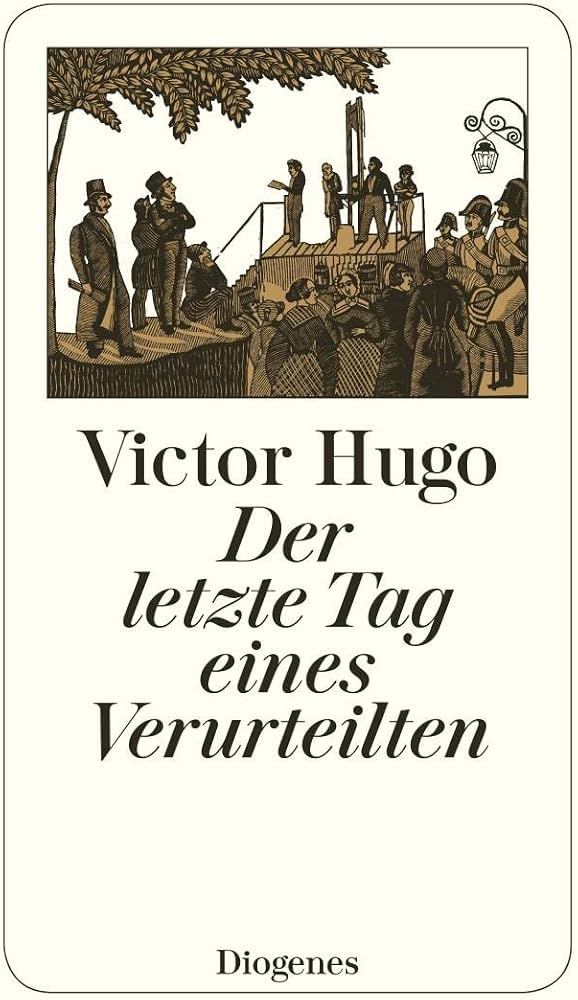 Victor Hugo
Der
letzte Tag
eines
Verurteilten
Diogenes